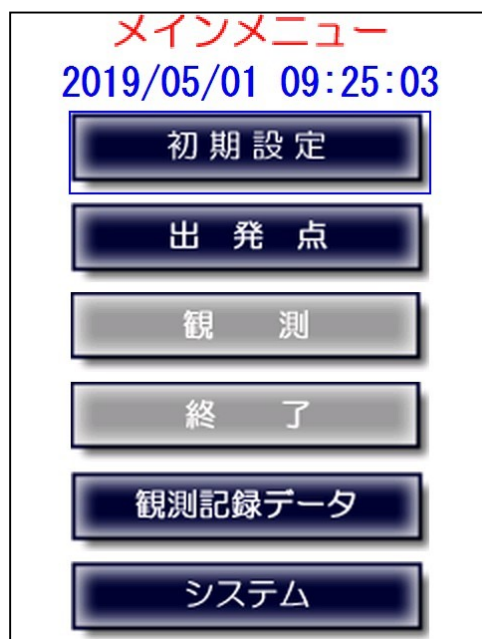 メインメニュー
2019/05/01 09:25:03
初期設定
出発点
観測
終了
観測記録データ
システム